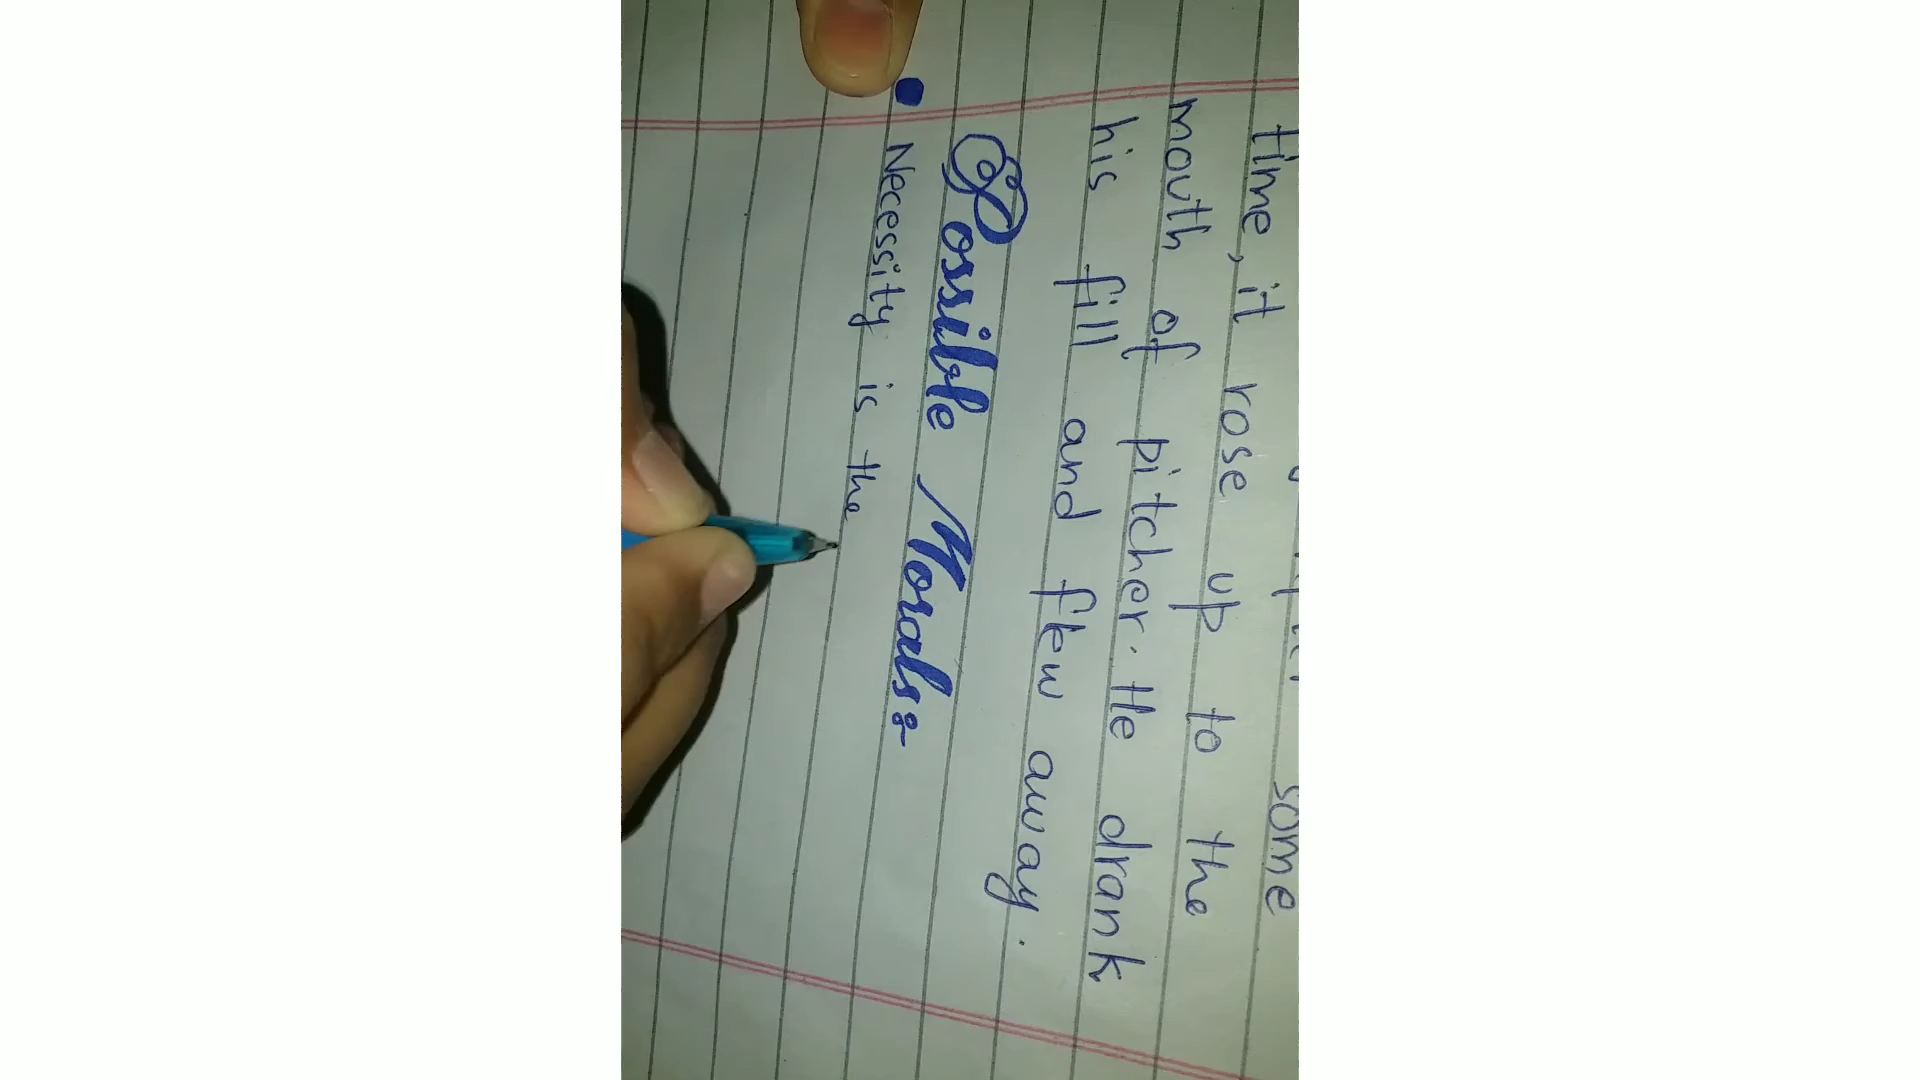 some
time, it rose up to the
mouth of pitcher. He drank
his fill and flew away.
Possible Morals:-
• Necessity is the